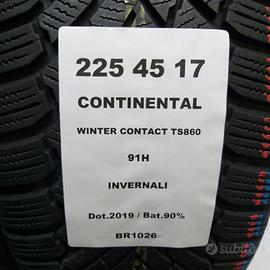 225 45 17
CONTINENTAL
WINTER CONTACT TS860
91H
INVERNALI
Dot.2019 / Bat.90%
BR1026
subito